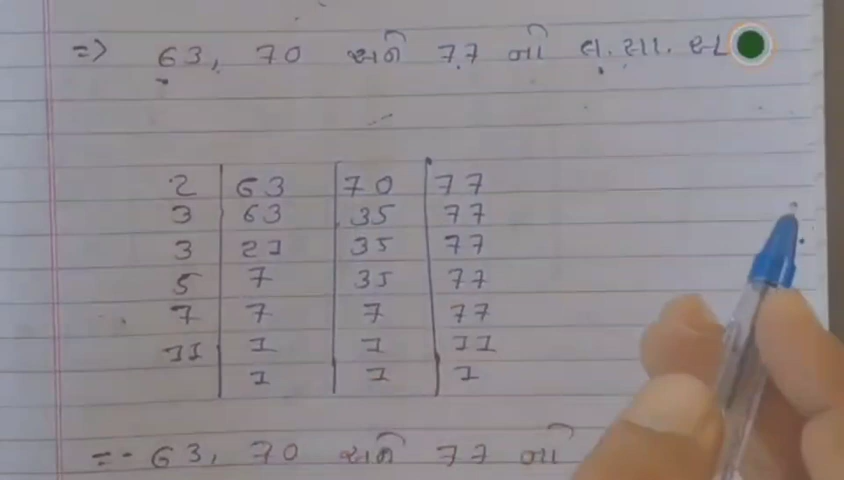 => 63, 70 અને 77 નો લ. સા. અ
2 | 63 | 70 | 77
3 | 63 | 35 | 77
3 | 21 | 35 | 77
5 | 7 | 35 | 77
7 | 7 | 7 | 77
11 | 1 | 1 | 11
1 | 1 | 1
=- 63, 70 અને 77 નો